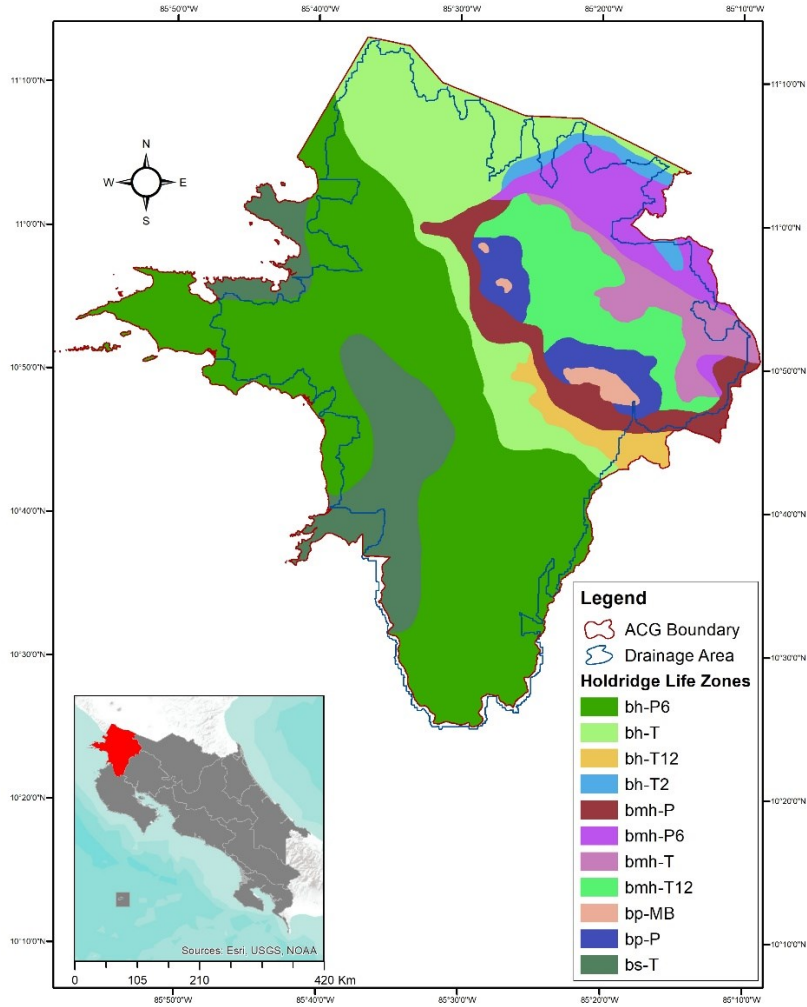 85°50'0"W 85°40'0"W 85°30'0"W 85°20'0"W 85°10'0"W
11°10'0"N 11°10'0"N
N
W E
S
11°0'0"N 11°0'0"N
10°50'0"N 10°50'0"N
10°40'0"N 10°40'0"N
Legend
ACG Boundary
Drainage Area
Holdridge Life Zones
bh-P6
bh-T
bh-T12
bh-T2
bmh-P
bmh-P6
bmh-T
bmh-T12
bp-MB
bp-P
bs-T
10°30'0"N 10°30'0"N
10°20'0"N 10°20'0"N
10°10'0"N 10°10'0"N
Sources: Esri, USGS, NOAA
0 105 210 420 Km
85°50'0"W 85°40'0"W 85°30'0"W 85°20'0"W 85°10'0"W